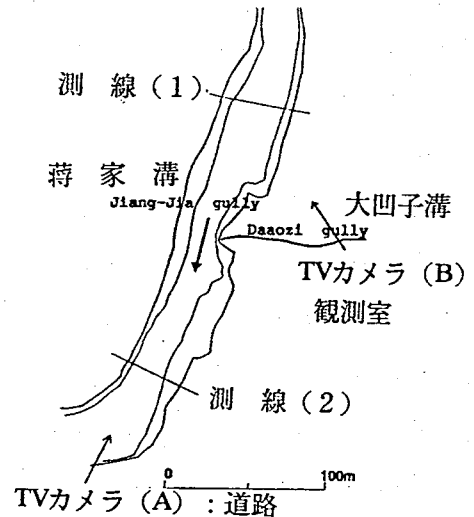 測 線 (1)
蒋 家 溝
Jiang-Jia gully
大凹子溝
Daaozi gully
TVカメラ (B)
観測室
測 線 (2)
0 100m
TVカメラ (A) : 道路